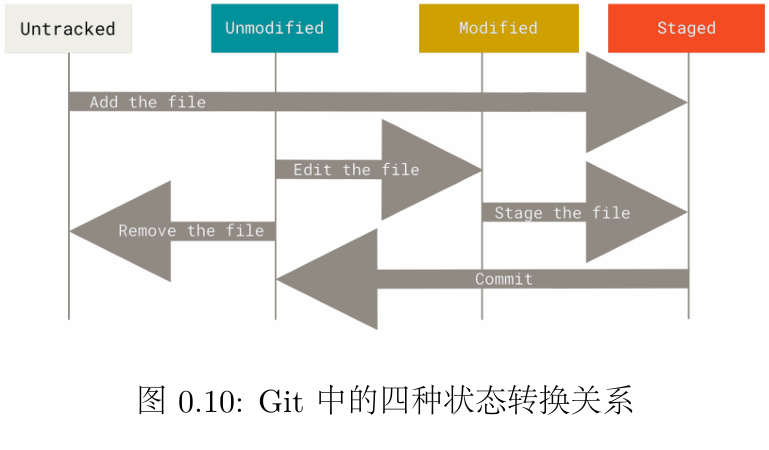 Untracked
Unmodified
Modified
Staged
Add the file
Edit the file
Stage the file
Remove the file
Commit
图 0.10: Git 中的四种状态转换关系